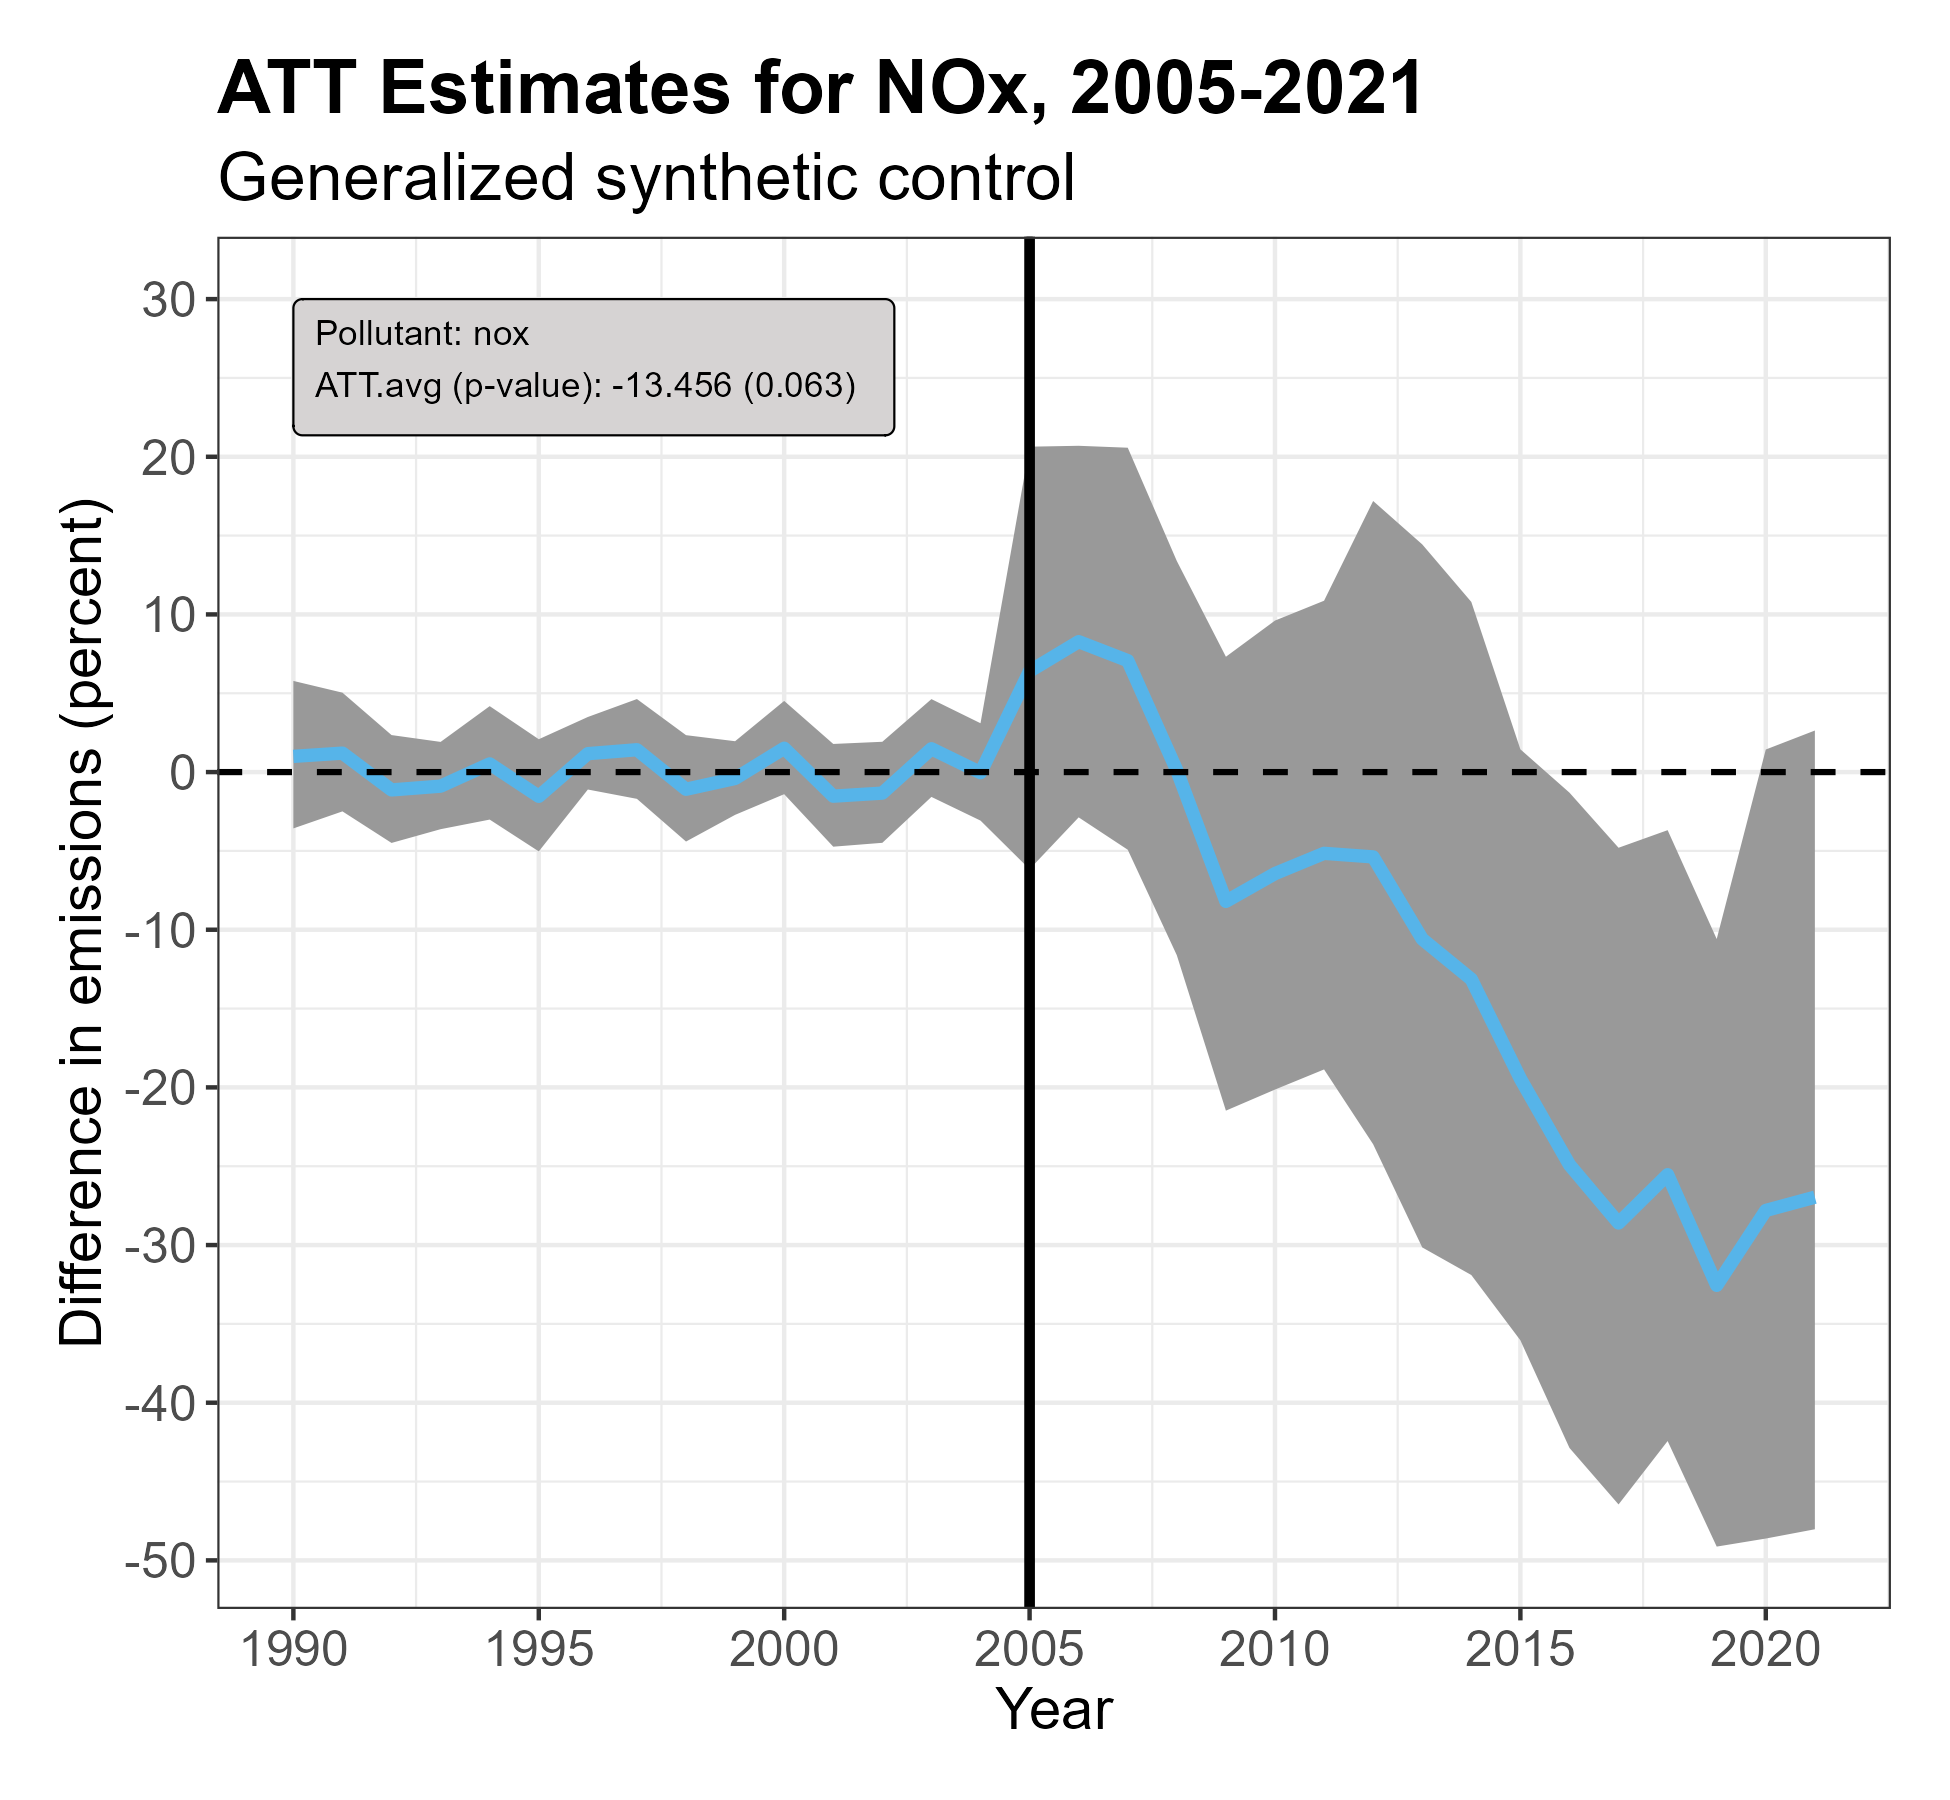 ATT Estimates for NOx, 2005-2021
Generalized synthetic control
Pollutant: nox
ATT.avg (p-value): -13.456 (0.063)
Difference in emissions (percent)
30
20
10
0
-10
-20
-30
-40
-50
1990 1995 2000 2005 2010 2015 2020
Year